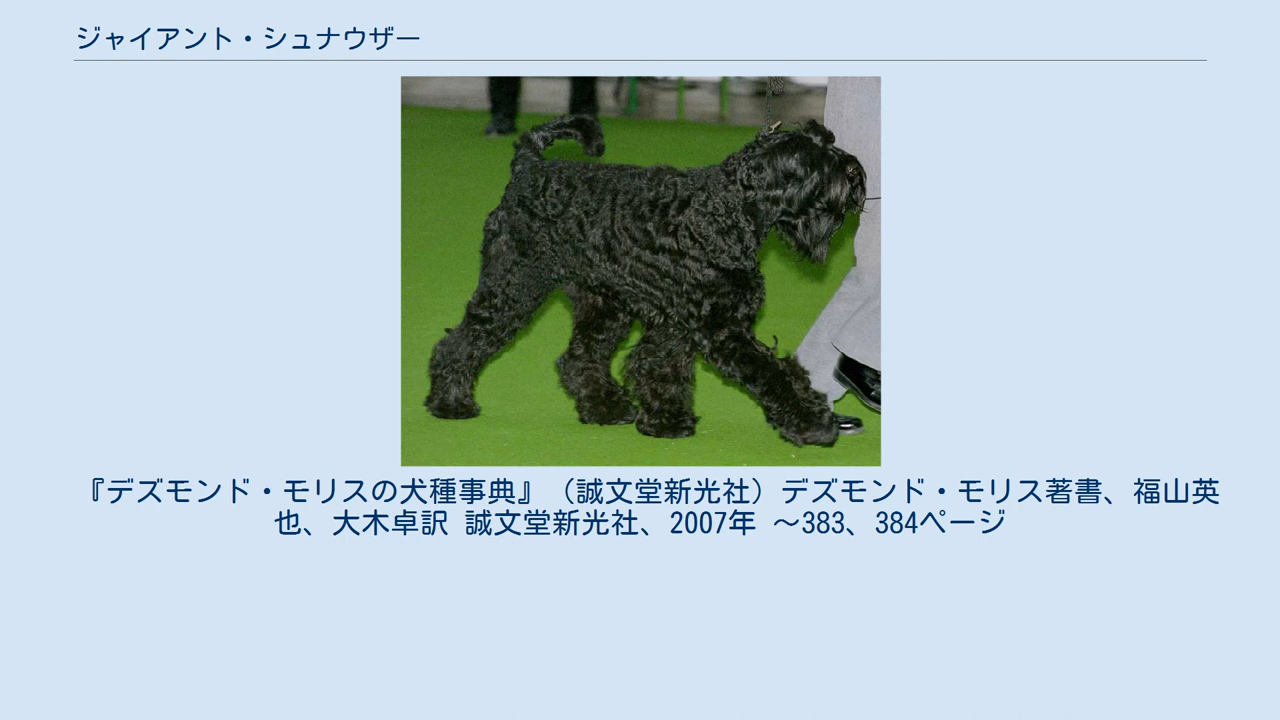 ジャイアント・シュナウザー
『デズモンド・モリスの犬種事典』（誠文堂新光社）デズモンド・モリス著書、福山英
也、大木卓訳 誠文堂新光社、2007年 〜383、384ページ